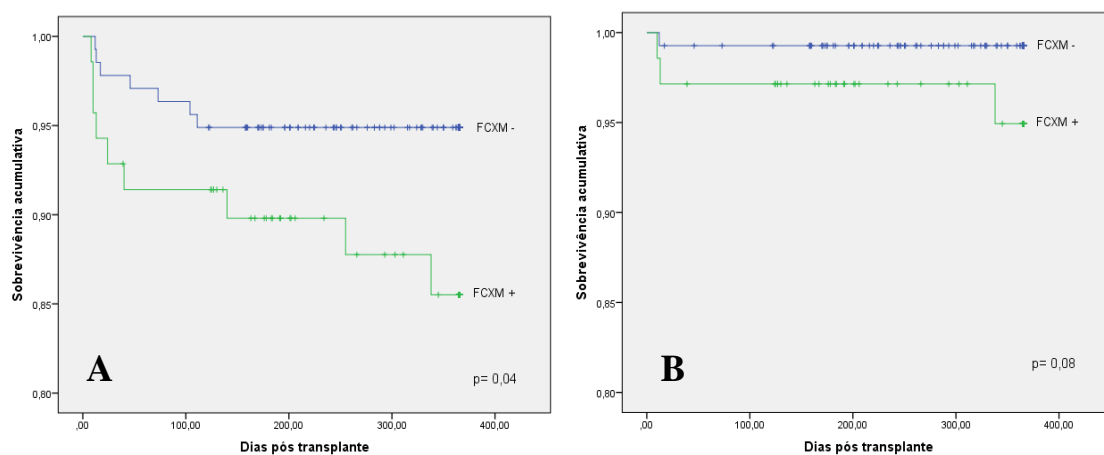 Sobrevivência acumulativa
1,00
0,95
0,90
0,85
0,80
FCXM -
FCXM +
A
p= 0,04
,00
100,00
200,00
300,00
400,00
Dias pós transplante
Sobrevivência acumulativa
1,00
0,95
0,90
0,85
0,80
FCXM -
FCXM +
B
p= 0,08
,00
100,00
200,00
300,00
400,00
Dias pós transplante